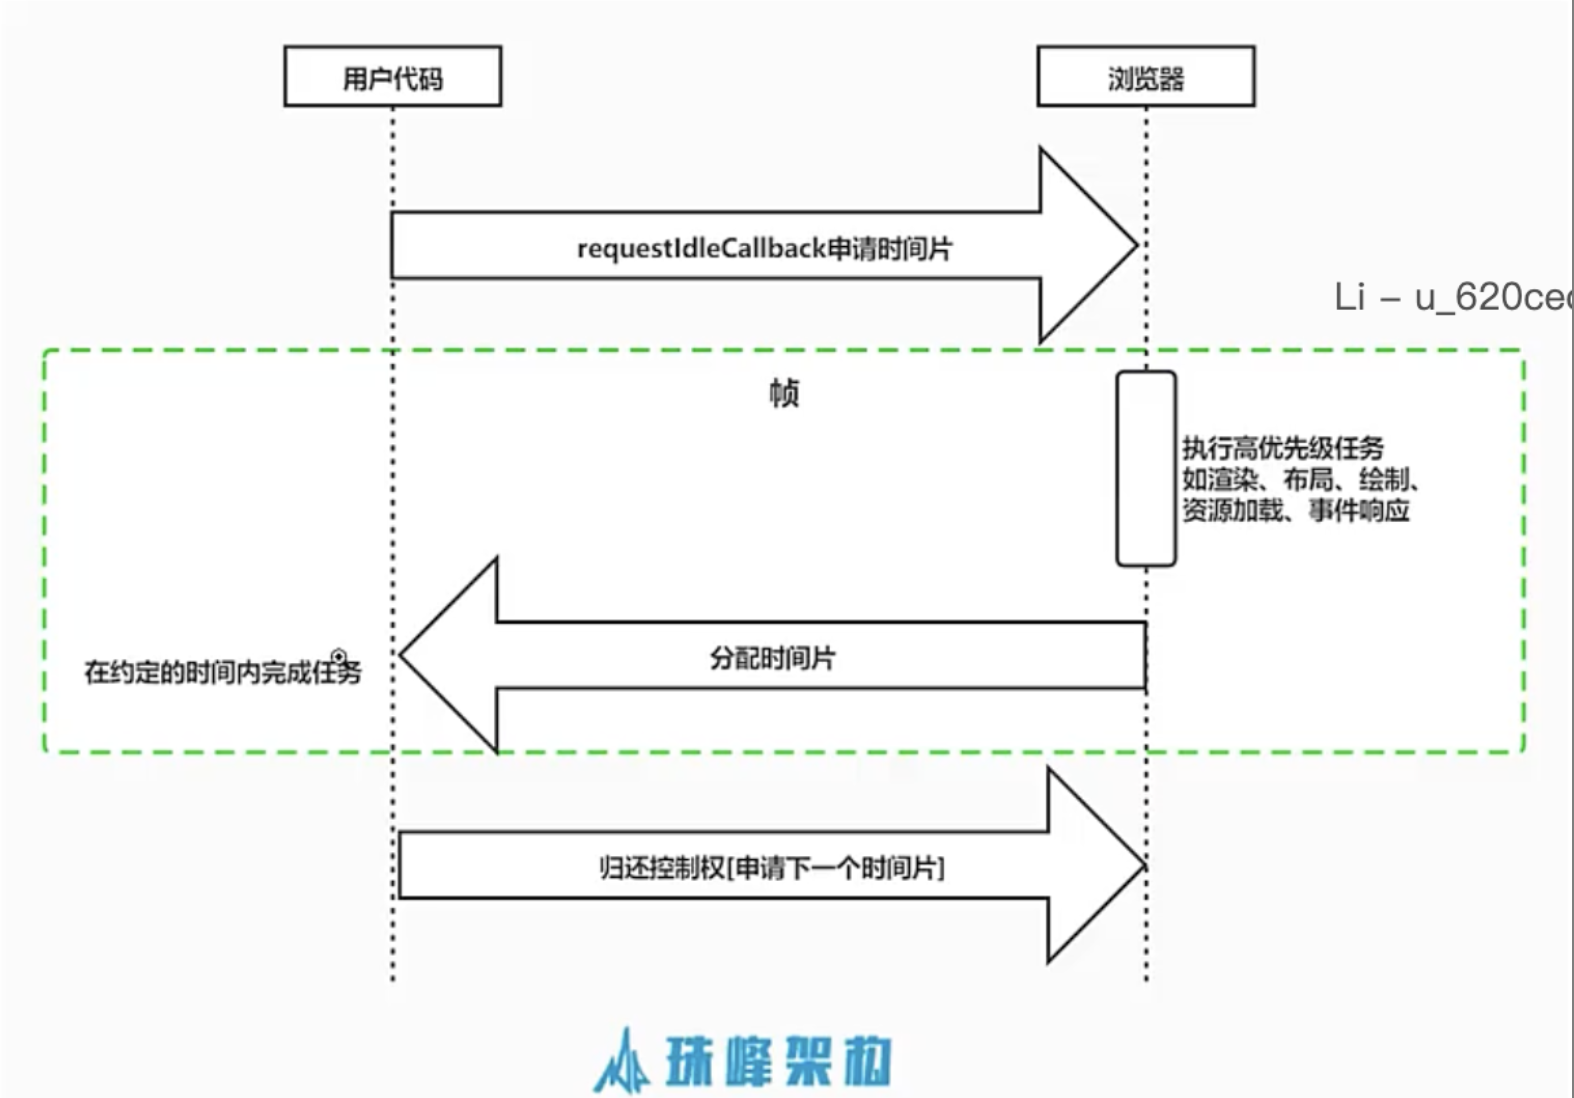 用户代码
浏览器
requestIdleCallback申请时间片
Li – u_620ce
帧
执行高优先级任务
如渲染、布局、绘制、
资源加载、事件响应
分配时间片
在约定的时间内完成任务
归还控制权[申请下一个时间片]
珠峰架构